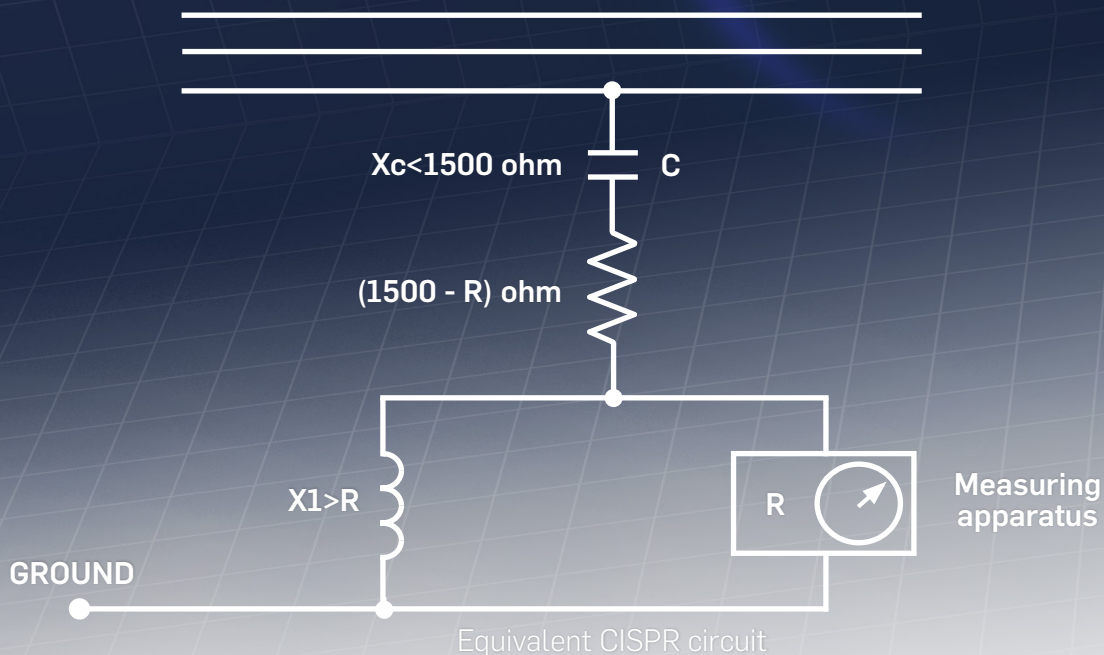 Xc<1500 ohm
C
(1500 - R) ohm
X1>R
R
Measuring
apparatus
GROUND
Equivalent CISPR circuit